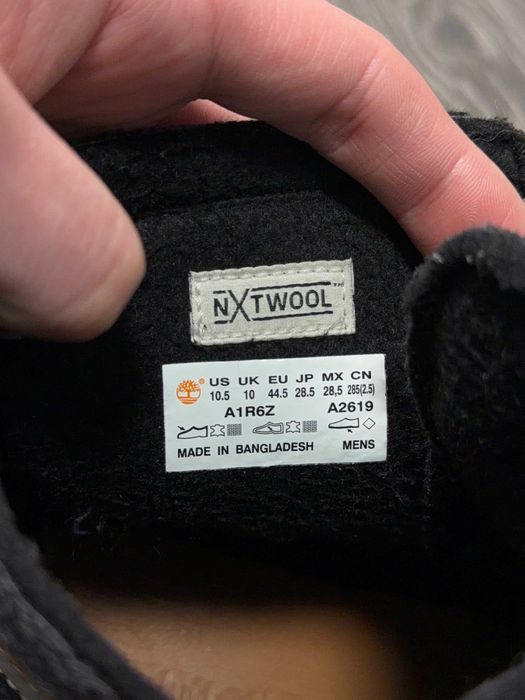 NXTWOOL™
® US UK EU JP MX CN
10.5 10 44.5 28.5 28,5 285(2.5)
A1R6Z A2619
MADE IN BANGLADESH MENS